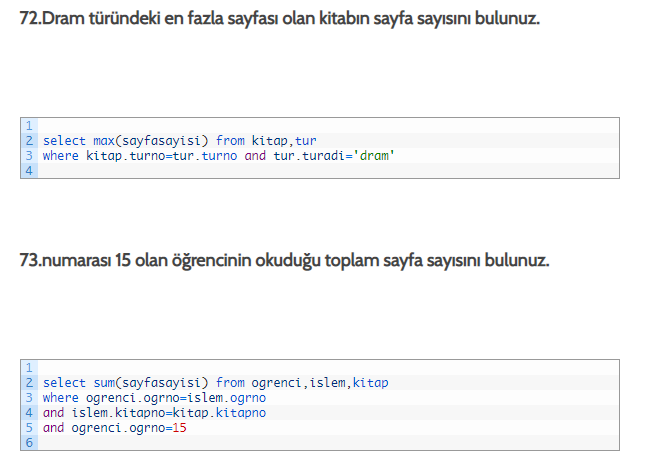 72.Dram türündeki en fazla sayfası olan kitabın sayfa sayısını bulunuz.
1
2 select max(sayfasayisi) from kitap,tur
3 where kitap.turno=tur.turno and tur.turadi='dram'
4
73.numarası 15 olan öğrencinin okuduğu toplam sayfa sayısını bulunuz.
1
2 select sum(sayfasayisi) from ogrenci,islem,kitap
3 where ogrenci.ogrno=islem.ogrno
4 and islem.kitapno=kitap.kitapno
5 and ogrenci.ogrno=15
6